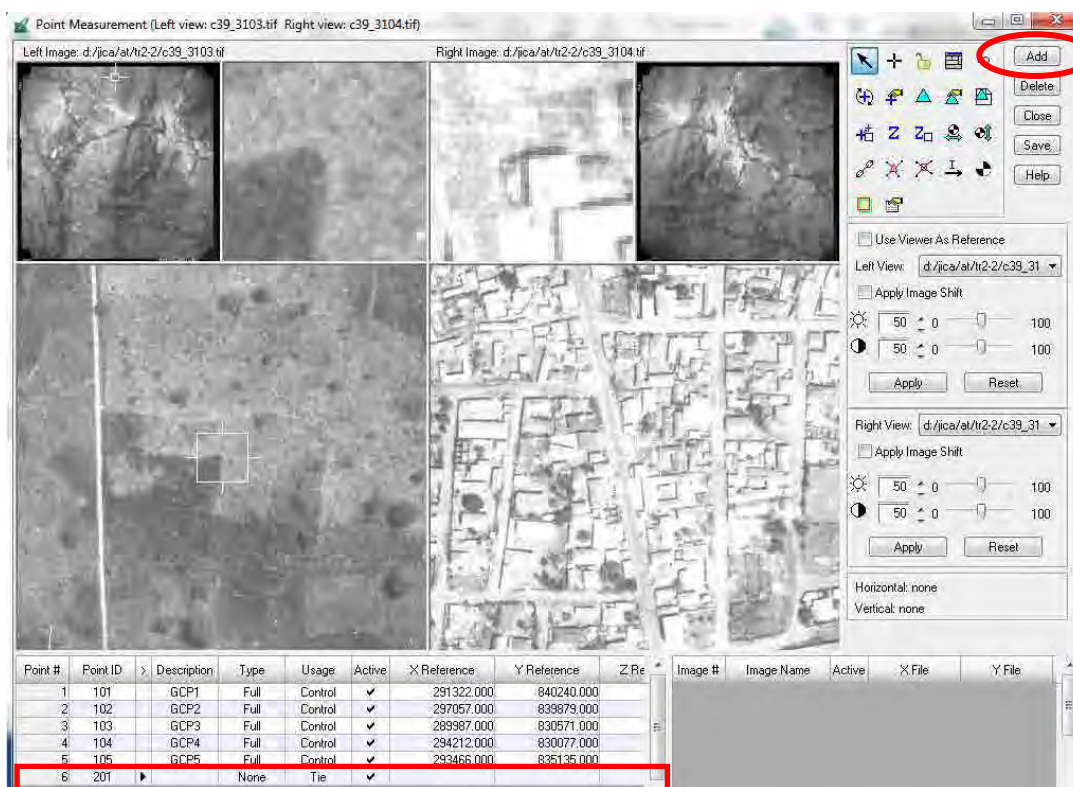 Point Measurement (Left view: c39_3103.tif Right view: c39_3104.tif)
Left Image: d:/jica/at/tr2-2/c39_3103.tif
Right Image: d:/jica/at/tr2-2/c39_3104.tif
Add
Delete
Close
Save
Help
Use Viewer As Reference
Left View: d:/jica/at/tr2-2/c39_31
Apply Image Shift
50 0 100
50 0 100
Apply Reset
Right View: d:/jica/at/tr2-2/c39_31
Apply Image Shift
50 0 100
50 0 100
Apply Reset
Horizontal: none
Vertical: none
Point # Point ID > Description Type Usage Active X Reference Y Reference Z Re
1 101 GCP1 Full Control ✔ 291322.000 840240.000
2 102 GCP2 Full Control ✔ 297057.000 839879.000
3 103 GCP3 Full Control ✔ 289987.000 830571.000
4 104 GCP4 Full Control ✔ 294212.000 830077.000
5 105 GCP5 Full Control ✔ 293466.000 835135.000
6 201 None Tie ✔
Image # Image Name Active X File Y File